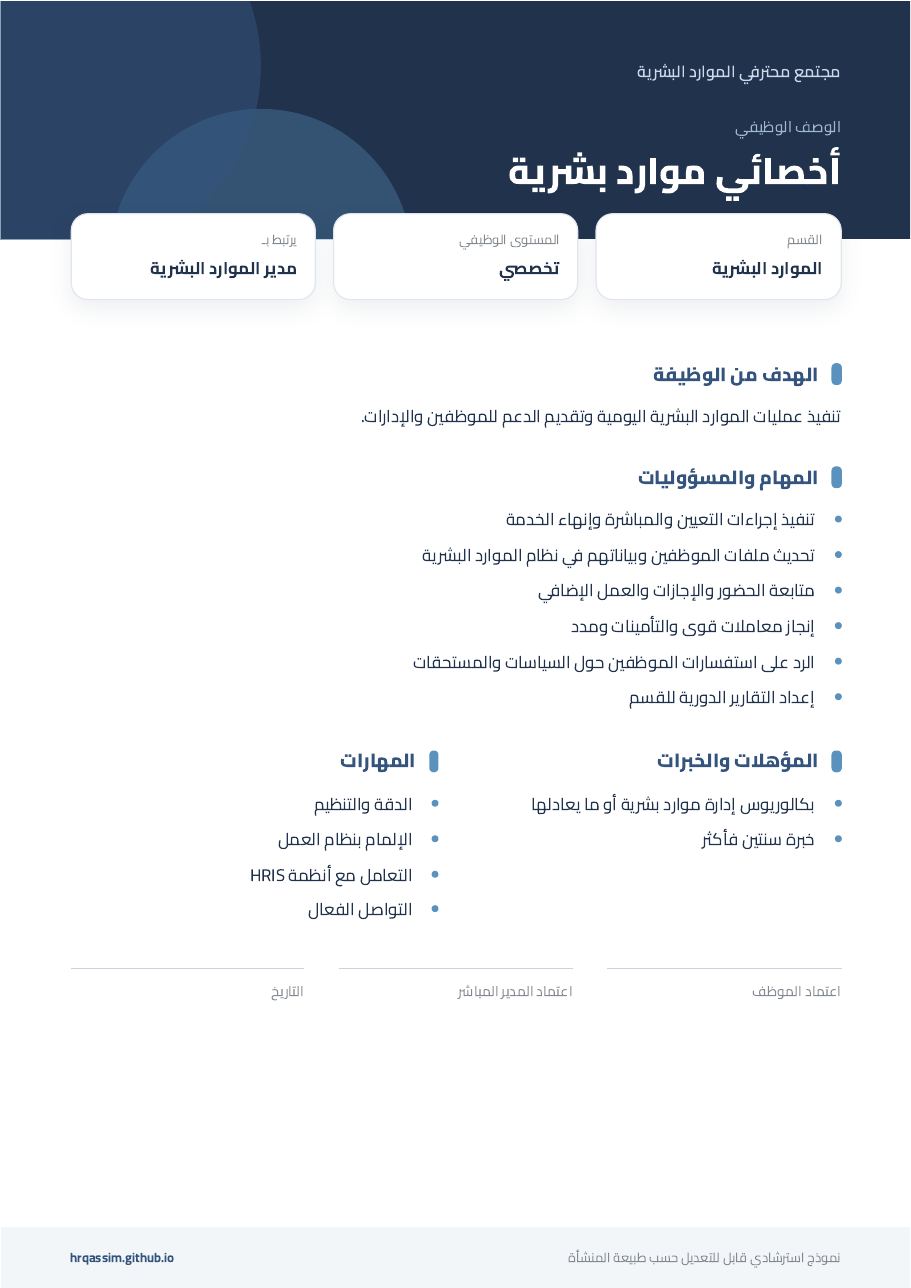 مجتمع محترفي الموارد البشرية
الوصف الوظيفي
أخصائي موارد بشرية
القسم
الموارد البشرية
المستوى الوظيفي
تخصصي
يرتبط بـ
مدير الموارد البشرية
الهدف من الوظيفة
تنفيذ عمليات الموارد البشرية اليومية وتقديم الدعم للموظفين والإدارات.
المهام والمسؤوليات
تنفيذ إجراءات التعيين والمباشرة وإنهاء الخدمة
تحديث ملفات الموظفين وبياناتهم في نظام الموارد البشرية
متابعة الحضور والإجازات والعمل الإضافي
إنجاز معاملات قوى والتأمينات ومدد
الرد على استفسارات الموظفين حول السياسات والمستحقات
إعداد التقارير الدورية للقسم
المؤهلات والخبرات
بكالوريوس إدارة موارد بشرية أو ما يعادلها
خبرة سنتين فأكثر
المهارات
الدقة والتنظيم
الإلمام بنظام العمل
التعامل مع أنظمة HRIS
التواصل الفعال
اعتماد الموظف
اعتماد المدير المباشر
التاريخ
نموذج استرشادي قابل للتعديل حسب طبيعة المنشأة
hrqassim.github.io